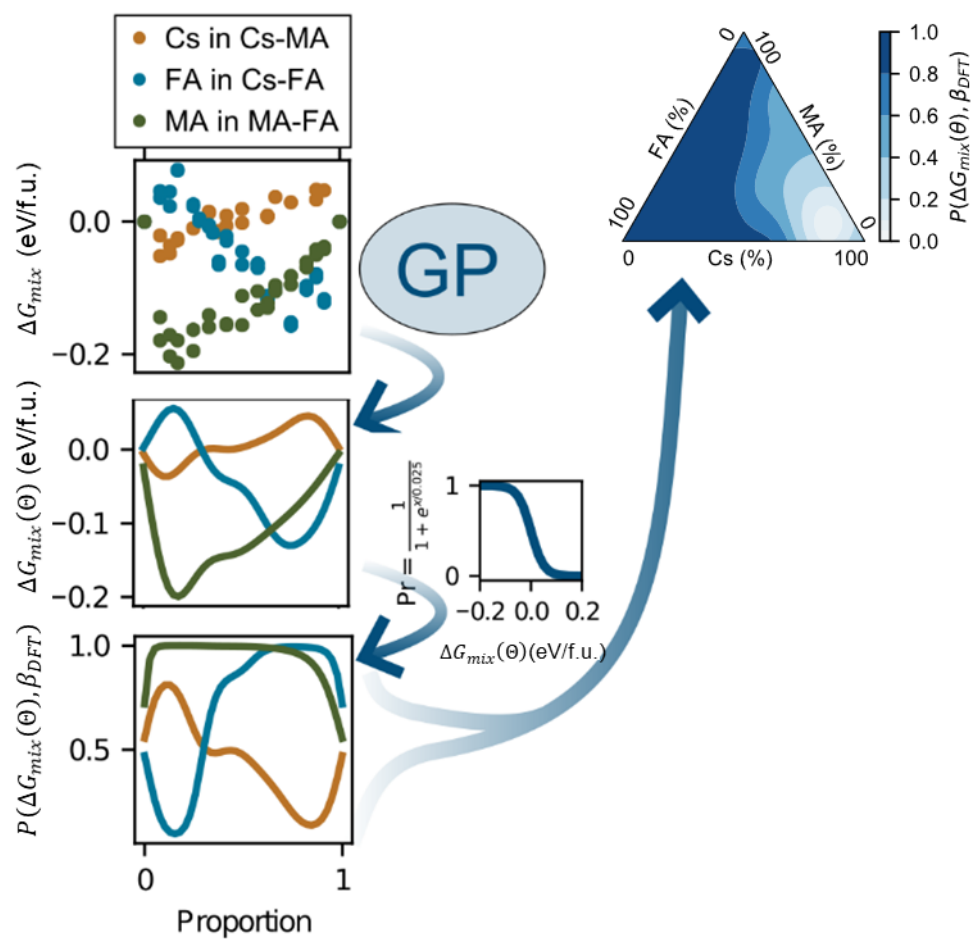 Cs in Cs-MA
FA in Cs-FA
MA in MA-FA
ΔG_mix (eV/f.u.)
0.0
−0.2
GP
ΔG_mix(Θ) (eV/f.u.)
0.0
−0.1
−0.2
Pr = 1 / (1 + e^{x/0.025})
1
0
−0.2 0.0 0.2
ΔG_mix(Θ)(eV/f.u.)
P(ΔG_mix(Θ), β_DFT)
1.0
0.5
0 1
Proportion
0 100
FA (%)
MA (%)
100 0
0 Cs (%) 100
1.0
0.8
0.6
0.4
0.2
0.0
P(ΔG_mix(θ), β_DFT)